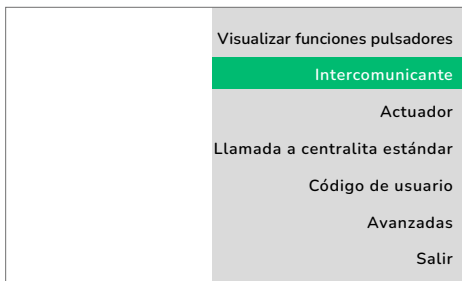 Visualizar funciones pulsadores
Intercomunicante
Actuador
Llamada a centralita estándar
Código de usuario
Avanzadas
Salir